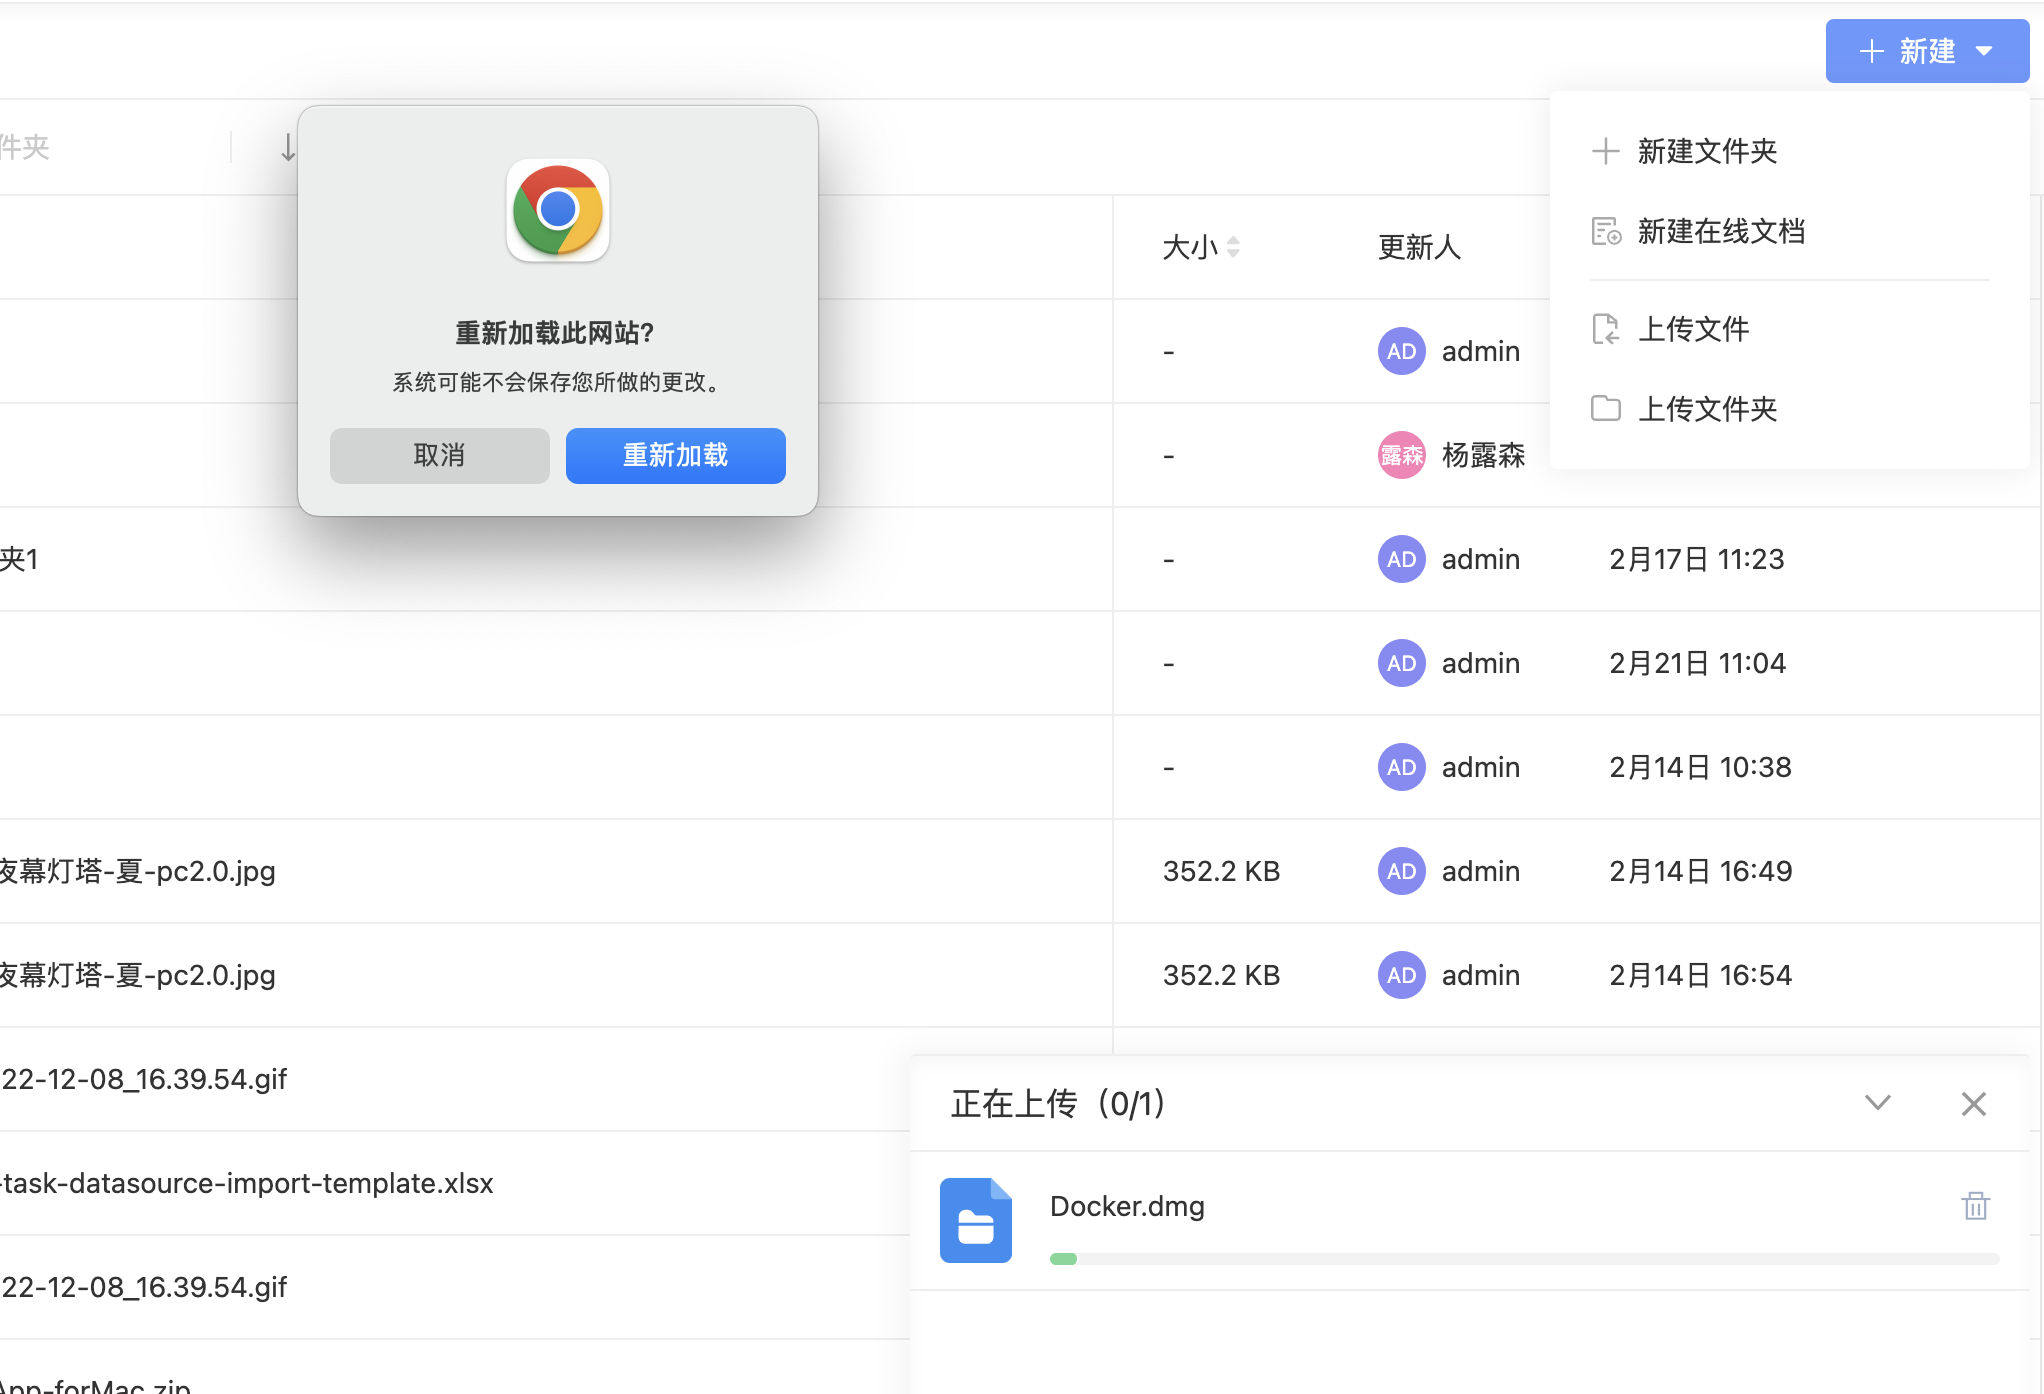 新建
件夹
新建文件夹
新建在线文档
上传文件
上传文件夹
重新加载此网站?
系统可能不会保存您所做的更改。
取消
重新加载
大小
更新人
-
AD
admin
-
露森
杨露森
夹1
-
AD
admin
2月17日 11:23
-
AD
admin
2月21日 11:04
-
AD
admin
2月14日 10:38
夜幕灯塔-夏-pc2.0.jpg
352.2 KB
AD
admin
2月14日 16:49
夜幕灯塔-夏-pc2.0.jpg
352.2 KB
AD
admin
2月14日 16:54
22-12-08_16.39.54.gif
-task-datasource-import-template.xlsx
22-12-08_16.39.54.gif
App-forMac.zip
正在上传（0/1）
Docker.dmg